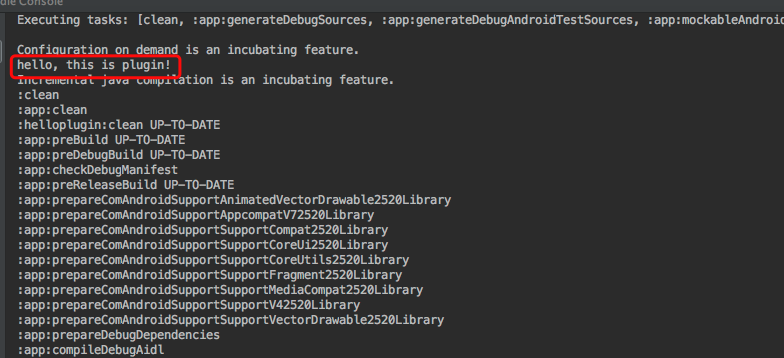 Console
Executing tasks: [clean, :app:generateDebugSources, :app:generateDebugAndroidTestSources, :app:mockableAndroid
Configuration on demand is an incubating feature.
hello, this is plugin!
Incremental java compilation is an incubating feature.
:clean
:app:clean
:helloplugin:clean UP-TO-DATE
:app:preBuild UP-TO-DATE
:app:preDebugBuild UP-TO-DATE
:app:checkDebugManifest
:app:preReleaseBuild UP-TO-DATE
:app:prepareComAndroidSupportAnimatedVectorDrawable2520Library
:app:prepareComAndroidSupportAppcompatV72520Library
:app:prepareComAndroidSupportSupportCompat2520Library
:app:prepareComAndroidSupportSupportCoreUi2520Library
:app:prepareComAndroidSupportSupportCoreUtils2520Library
:app:prepareComAndroidSupportSupportFragment2520Library
:app:prepareComAndroidSupportSupportMediaCompat2520Library
:app:prepareComAndroidSupportSupportV42520Library
:app:prepareComAndroidSupportSupportVectorDrawable2520Library
:app:prepareDebugDependencies
:app:compileDebugAidl